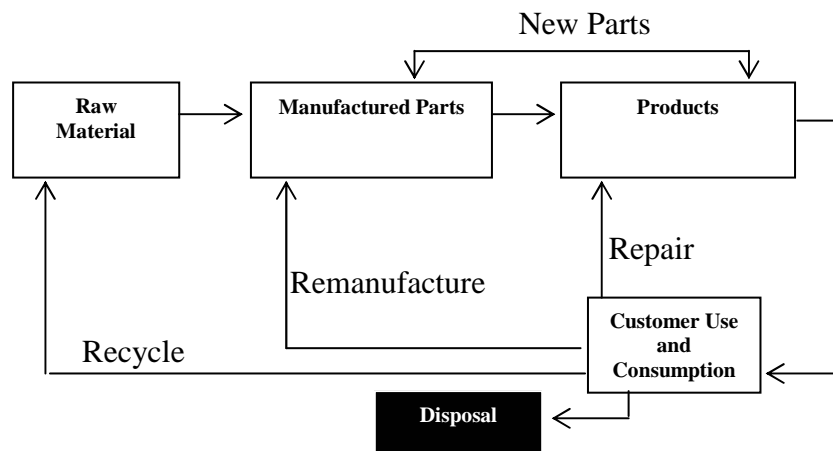 New Parts
Raw
Material
Manufactured Parts
Products
Repair
Remanufacture
Customer Use
and
Consumption
Recycle
Disposal